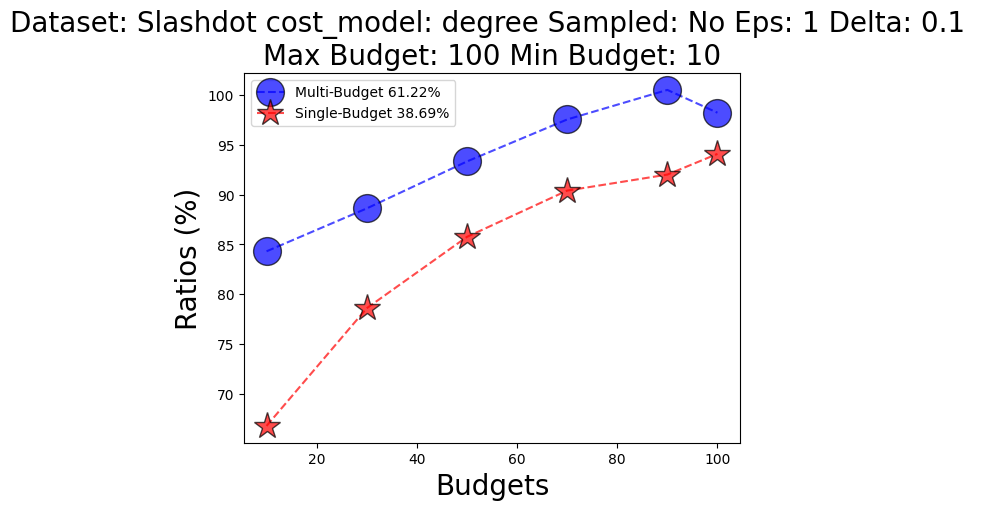 Dataset: Slashdot cost_model: degree Sampled: No Eps: 1 Delta: 0.1
Max Budget: 100 Min Budget: 10
Multi-Budget 61.22%
Single-Budget 38.69%
100
95
90
85
80
75
70
Ratios (%)
20 40 60 80 100
Budgets